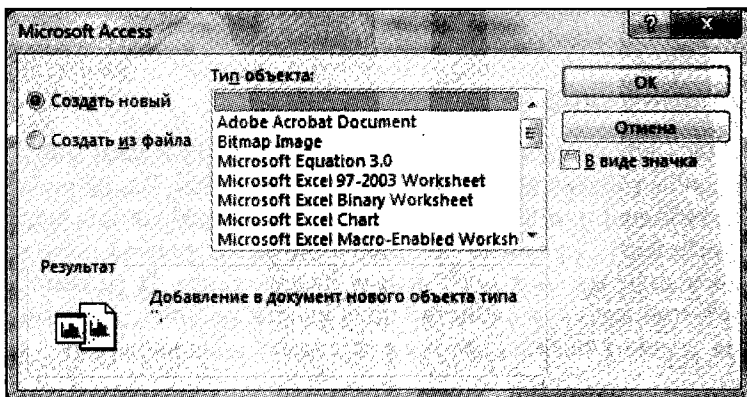 Microsoft Access
? X
Тип объекта:
Создать новый
Создать из файла
Adobe Acrobat Document
Bitmap Image
Microsoft Equation 3.0
Microsoft Excel 97-2003 Worksheet
Microsoft Excel Binary Worksheet
Microsoft Excel Chart
Microsoft Excel Macro-Enabled Worksh
OK
Отмена
В виде значка
Результат
Добавление в документ нового объекта типа
".